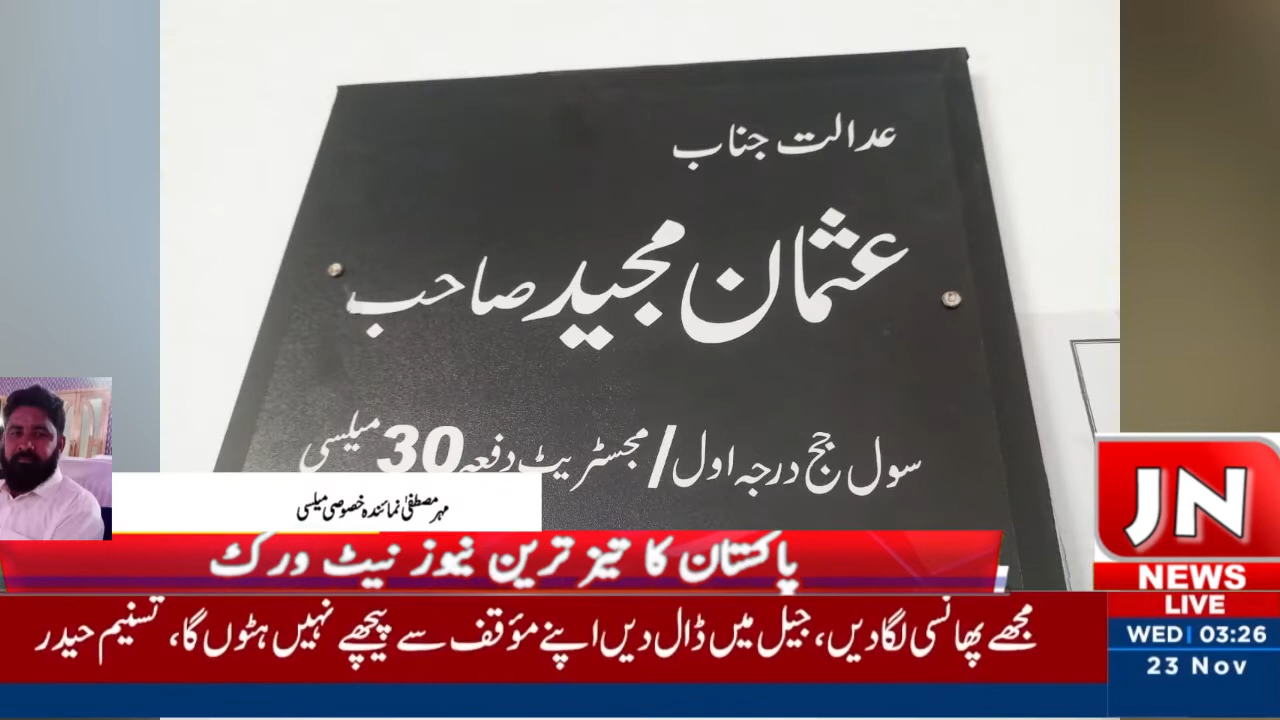 عدالت جناب
عثمان مجید صاحب
سول جج درجہ اول/مجسٹریٹ دفعہ 30 میلسی
مہر مصطفیٰ نمائندہ خصوصی میلسی
پاکستان کا تیز ترین نیوز نیٹ ورک
مجھے پھانسی لگا دیں، جیل میں ڈال دیں اپنے مؤقف سے پیچھے نہیں ہٹوں گا، تسنیم حیدر
JN
NEWS
LIVE
WED 03:26
23 Nov